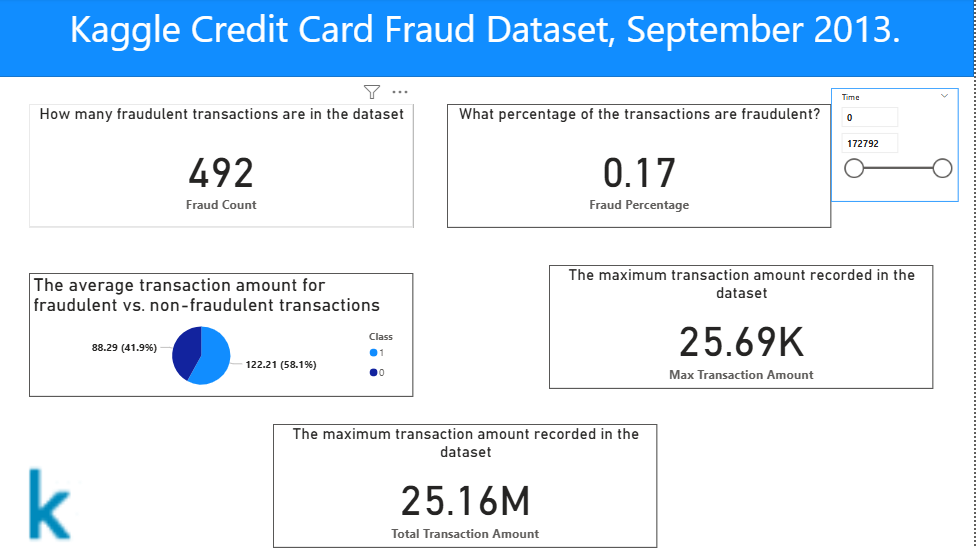 Kaggle Credit Card Fraud Dataset, September 2013.
How many fraudulent transactions are in the dataset
492
Fraud Count
What percentage of the transactions are fraudulent?
0.17
Fraud Percentage
Time
0
172792
The average transaction amount for
fraudulent vs. non-fraudulent transactions
88.29 (41.9%)
122.21 (58.1%)
Class
1
0
The maximum transaction amount recorded in the
dataset
25.69K
Max Transaction Amount
The maximum transaction amount recorded in the
dataset
25.16M
Total Transaction Amount
k